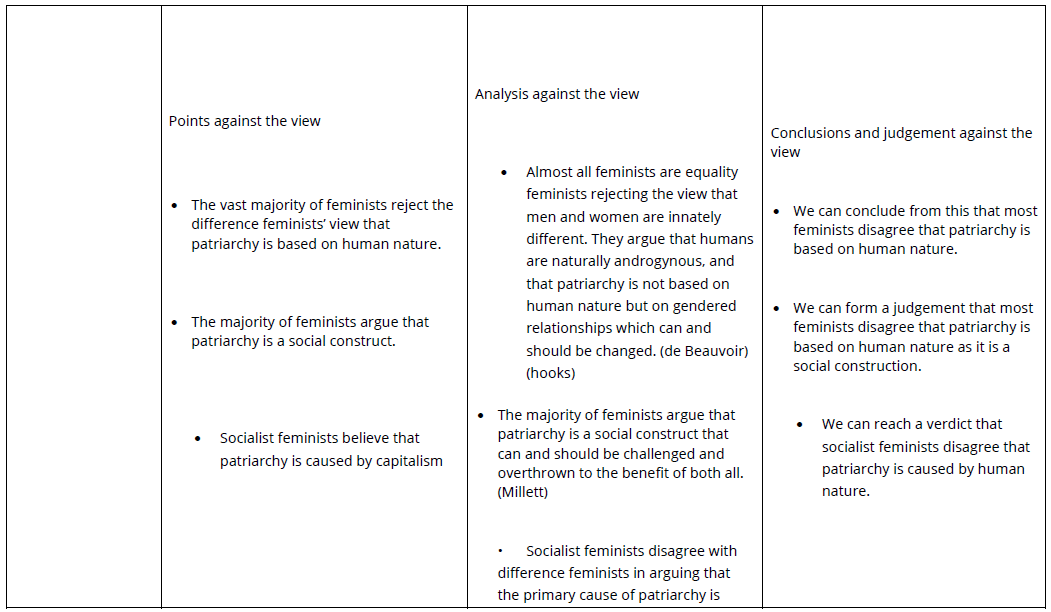 Points against the view
• The vast majority of feminists reject the
difference feminists’ view that
patriarchy is based on human nature.
• The majority of feminists argue that
patriarchy is a social construct.
• Socialist feminists believe that
patriarchy is caused by capitalism
Analysis against the view
• Almost all feminists are equality
feminists rejecting the view that
men and women are innately
different. They argue that humans
are naturally androgynous, and
that patriarchy is not based on
human nature but on gendered
relationships which can and
should be changed. (de Beauvoir)
(hooks)
• The majority of feminists argue that
patriarchy is a social construct that
can and should be challenged and
overthrown to the benefit of both all.
(Millett)
• Socialist feminists disagree with
difference feminists in arguing that
the primary cause of patriarchy is
Conclusions and judgement against the
view
• We can conclude from this that most
feminists disagree that patriarchy is
based on human nature.
• We can form a judgement that most
feminists disagree that patriarchy is
based on human nature as it is a
social construction.
• We can reach a verdict that
socialist feminists disagree that
patriarchy is caused by human
nature.